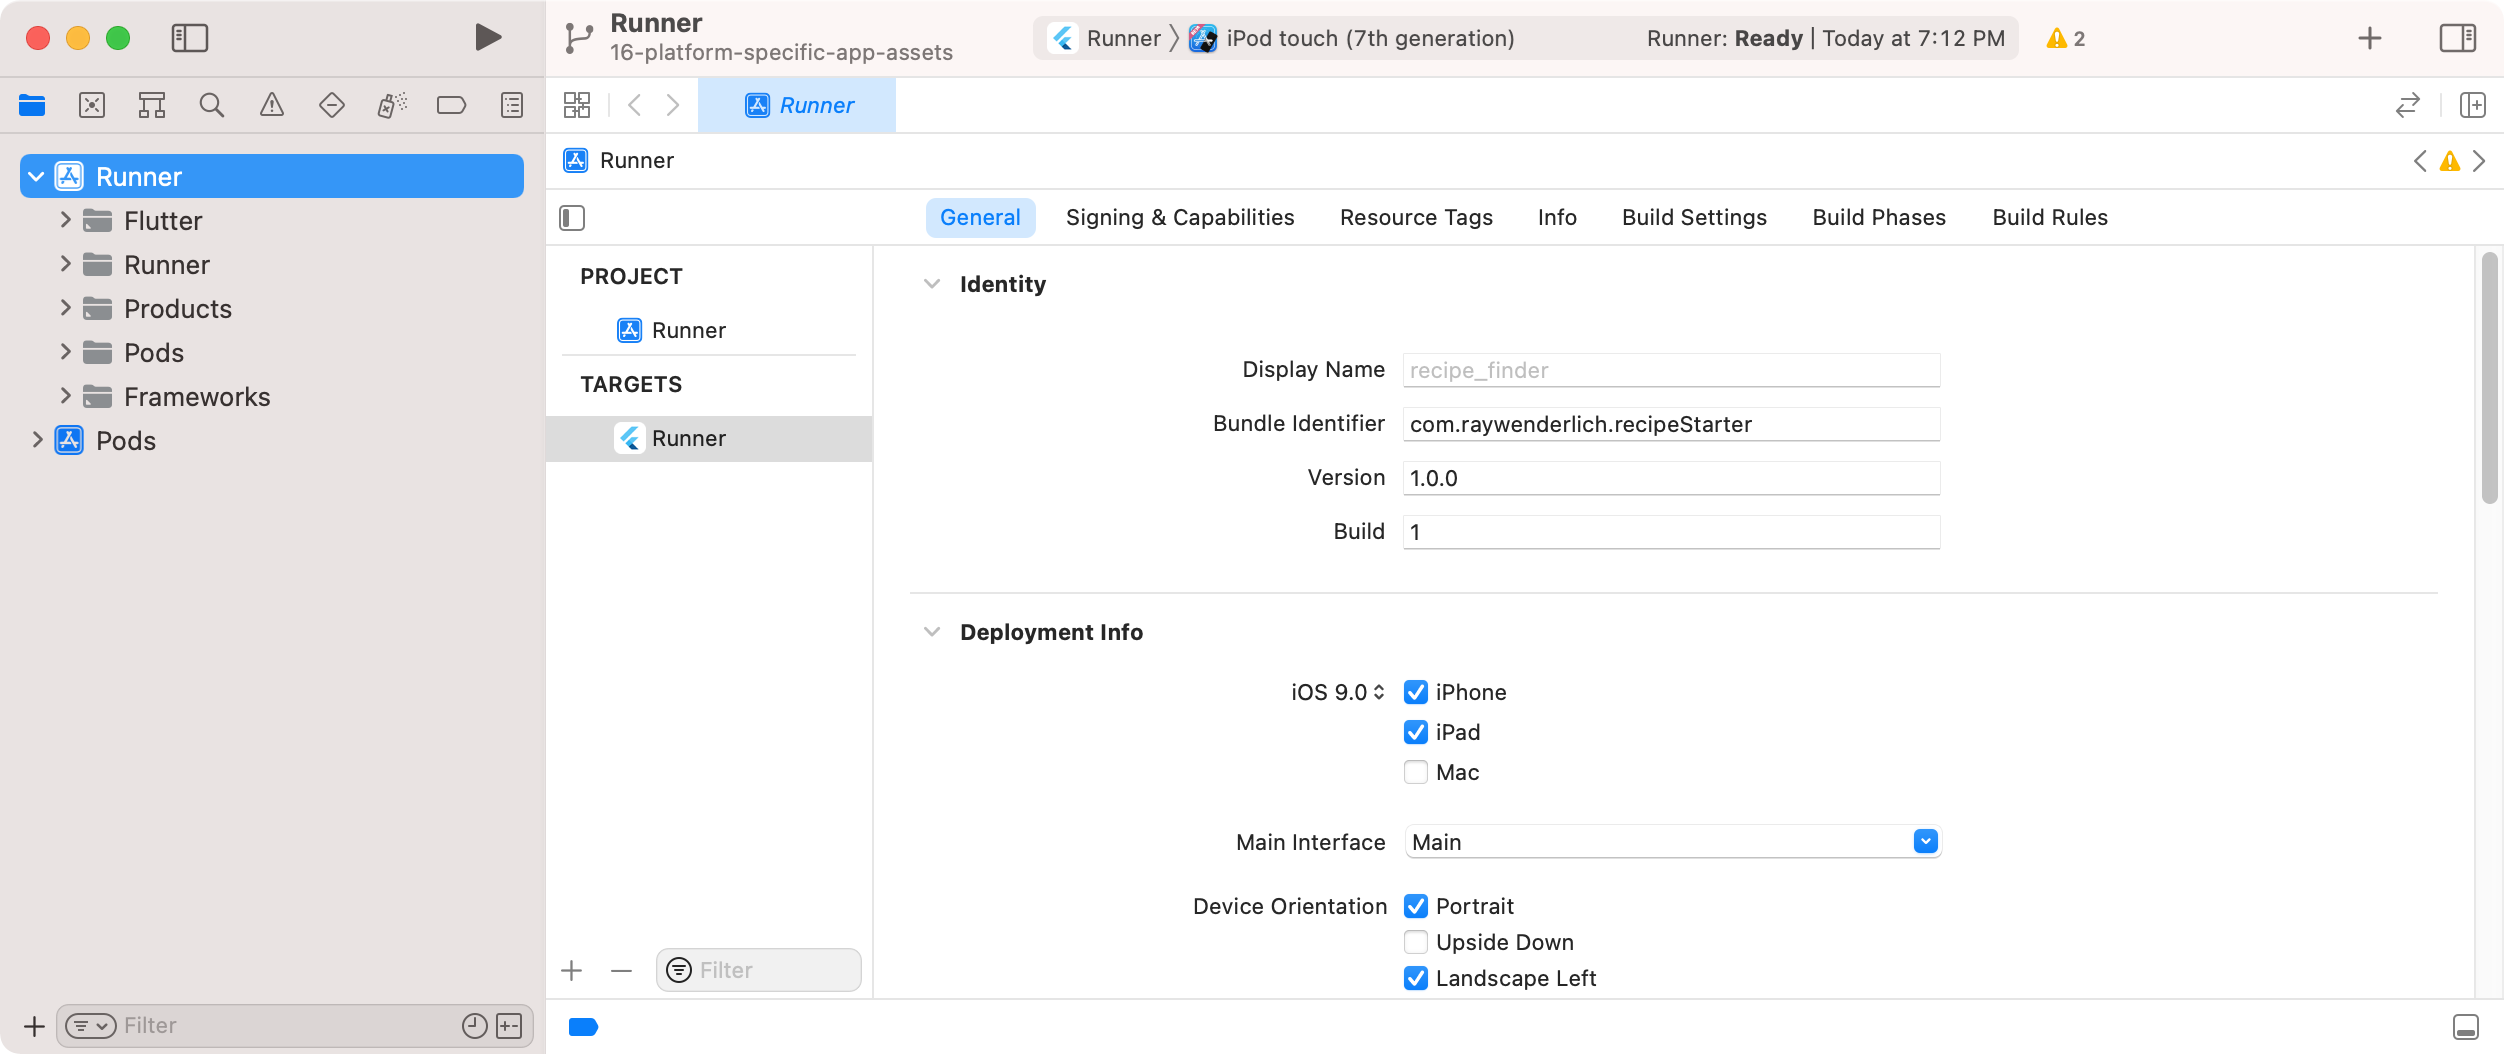 Runner
16-platform-specific-app-assets
Runner
iPod touch (7th generation)
Runner: Ready | Today at 7:12 PM
2
Runner
Runner
Flutter
Runner
Products
Pods
Frameworks
Pods
Filter
Runner
General
Signing & Capabilities
Resource Tags
Info
Build Settings
Build Phases
Build Rules
PROJECT
Runner
TARGETS
Runner
Filter
Identity
Display Name
recipe_finder
Bundle Identifier
com.raywenderlich.recipeStarter
Version
1.0.0
Build
1
Deployment Info
iOS 9.0
iPhone
iPad
Mac
Main Interface
Main
Device Orientation
Portrait
Upside Down
Landscape Left